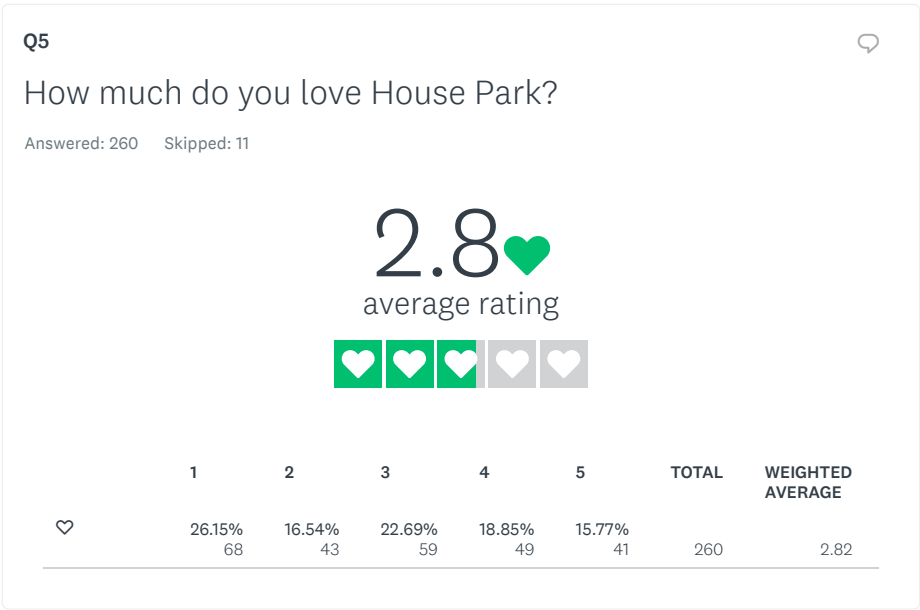 Q5
How much do you love House Park?
Answered: 260 Skipped: 11
2.8
average rating
1 2 3 4 5 TOTAL WEIGHTED AVERAGE
26.15% 16.54% 22.69% 18.85% 15.77%
68 43 59 49 41 260 2.82